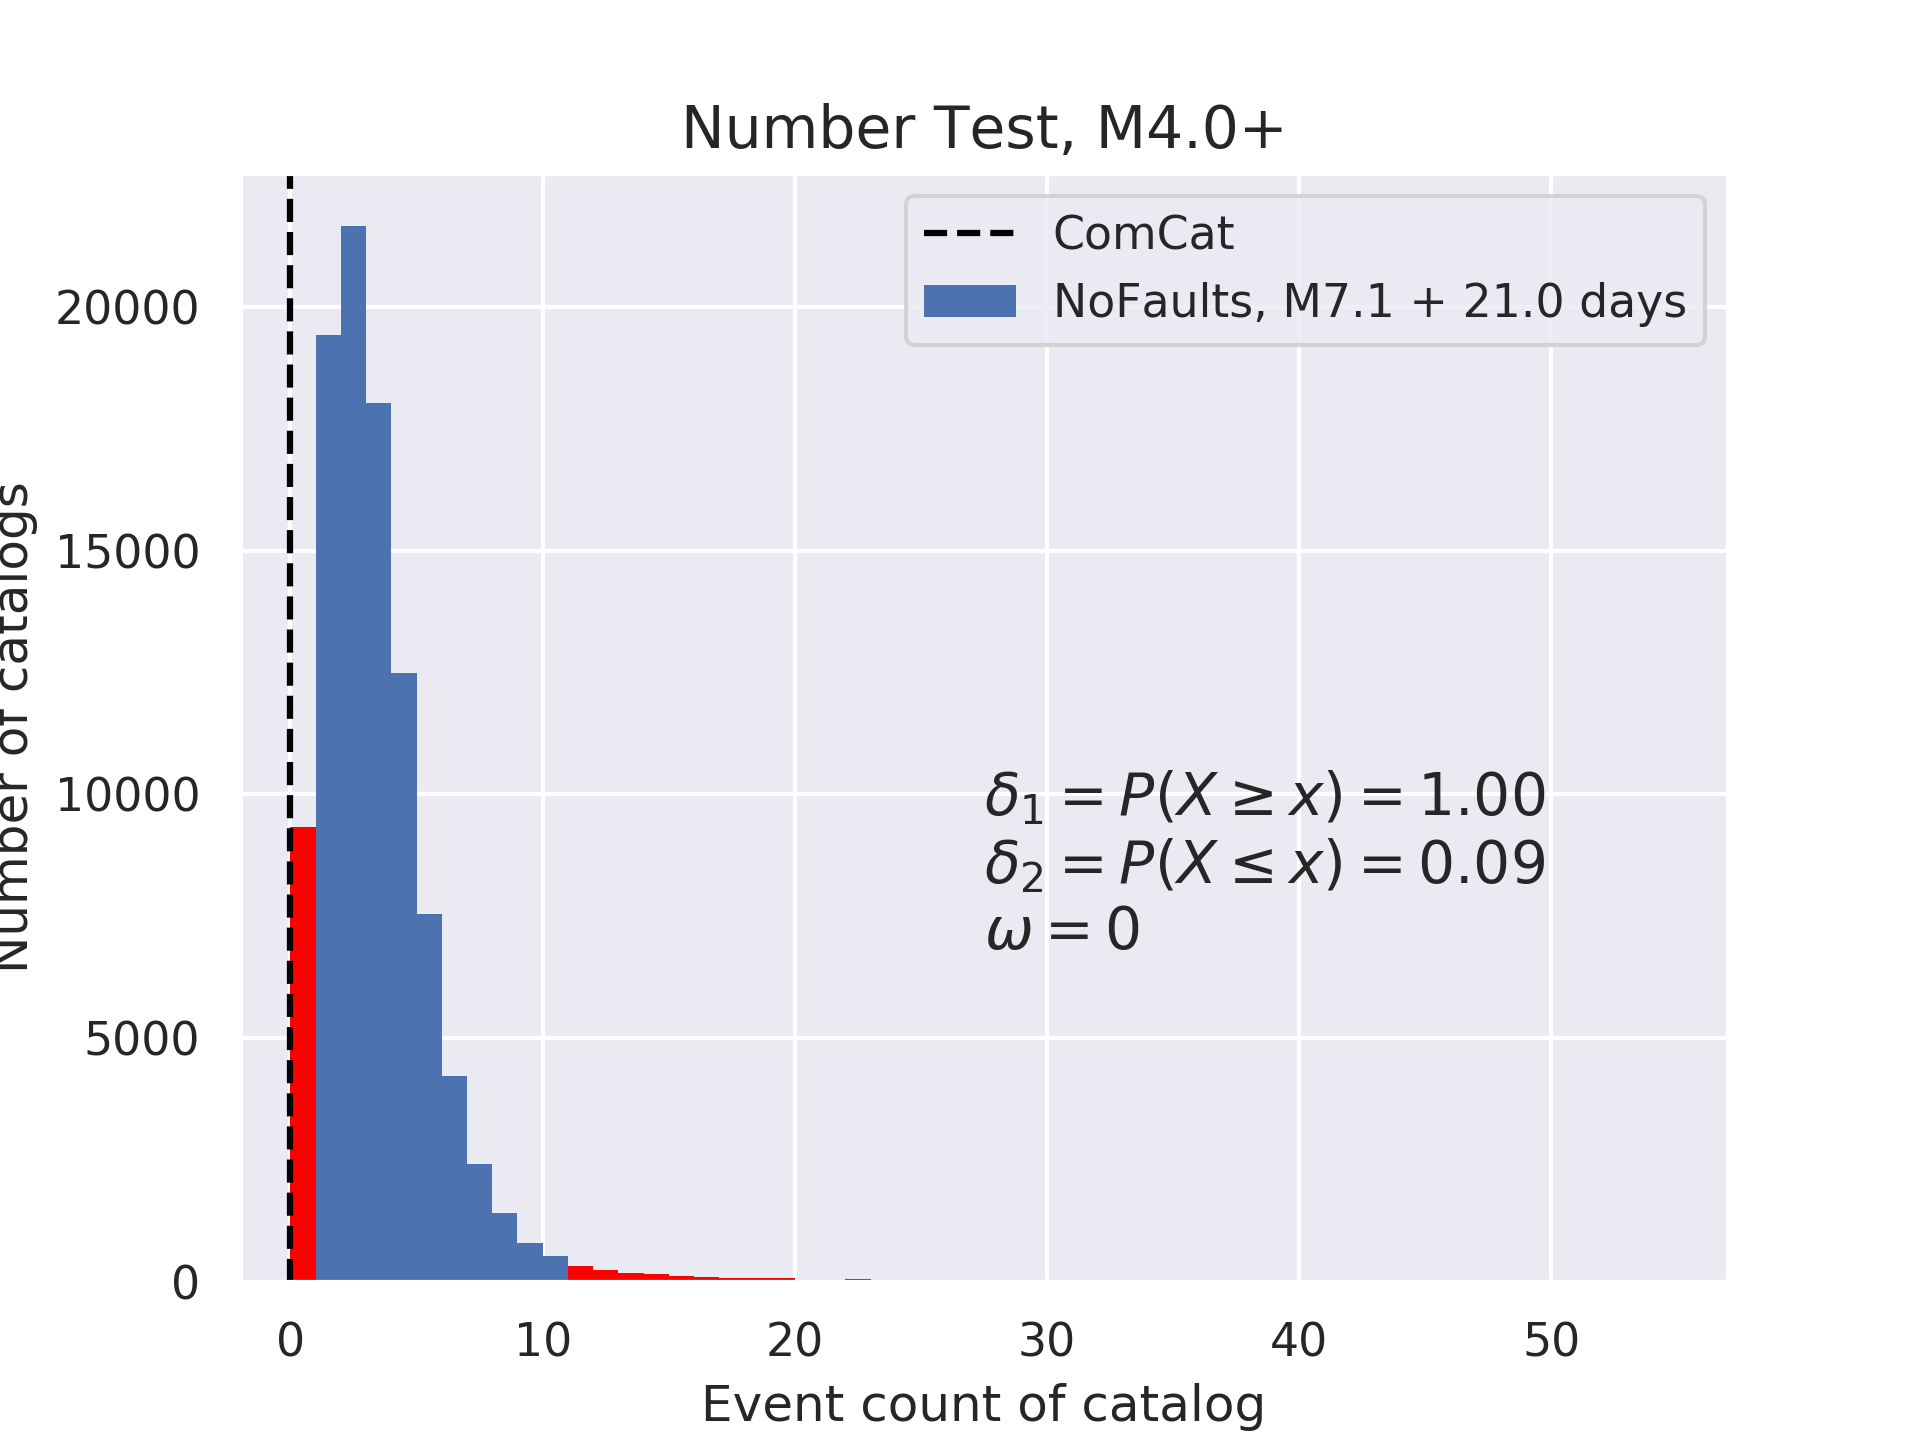 Number Test, M4.0+
ComCat
NoFaults, M7.1 + 21.0 days
20000
15000
10000
5000
0
Number of catalogs
δ₁ = P(X ≥ x) = 1.00
δ₂ = P(X ≤ x) = 0.09
ω = 0
0 10 20 30 40 50
Event count of catalog